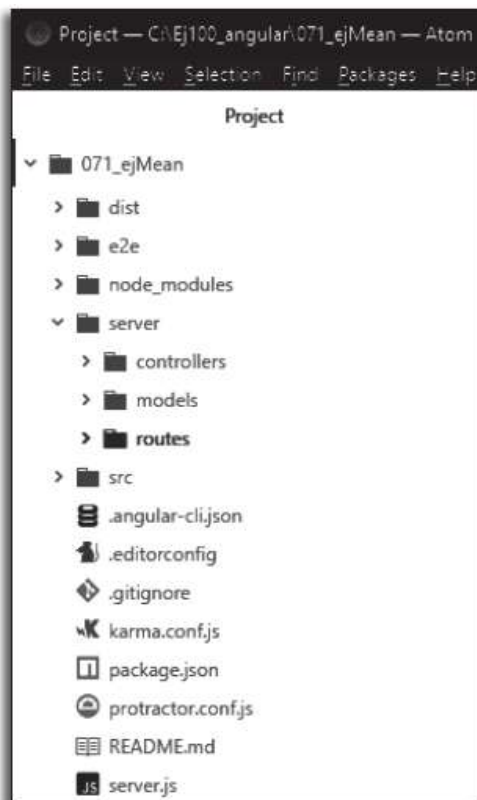 Project — C:\Ej100_angular\071_ejMean — Atom
File Edit View Selection Find Packages Help
Project
071_ejMean
dist
e2e
node_modules
server
controllers
models
routes
src
.angular-cli.json
.editorconfig
.gitignore
karma.conf.js
package.json
protractor.conf.js
README.md
JS server.js